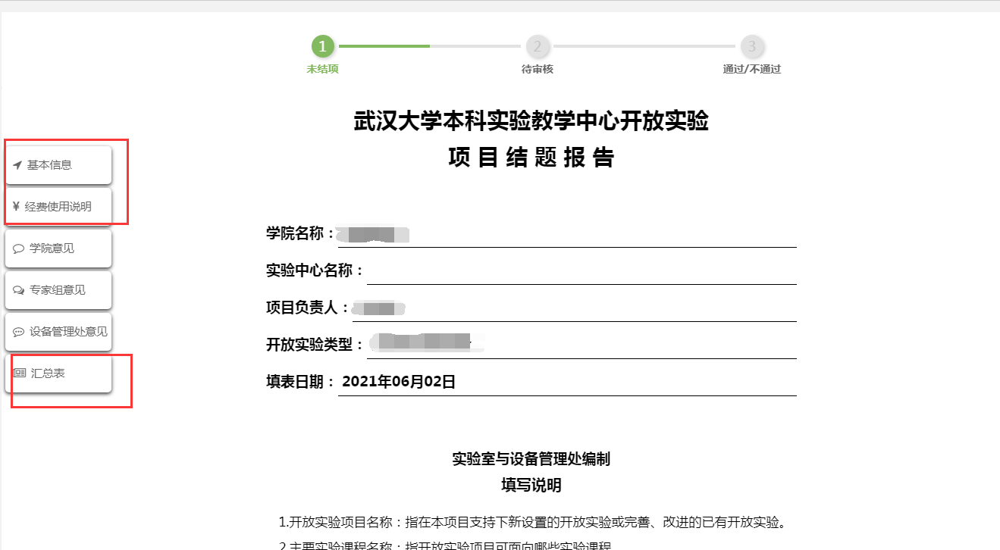 1
2
3
未结项
待审核
通过/不通过
武汉大学本科实验教学中心开放实验
项目结题报告
基本信息
¥ 经费使用说明
学院意见
专家组意见
设备管理处意见
汇总表
学院名称：
实验中心名称：
项目负责人：
开放实验类型：
填表日期： 2021年06月02日
实验室与设备管理处编制
填写说明
1.开放实验项目名称：指在本项目支持下新设置的开放实验或完善、改进的已有开放实验。
2.主要实验课程名称：指开放实验项目可面向哪些实验课程